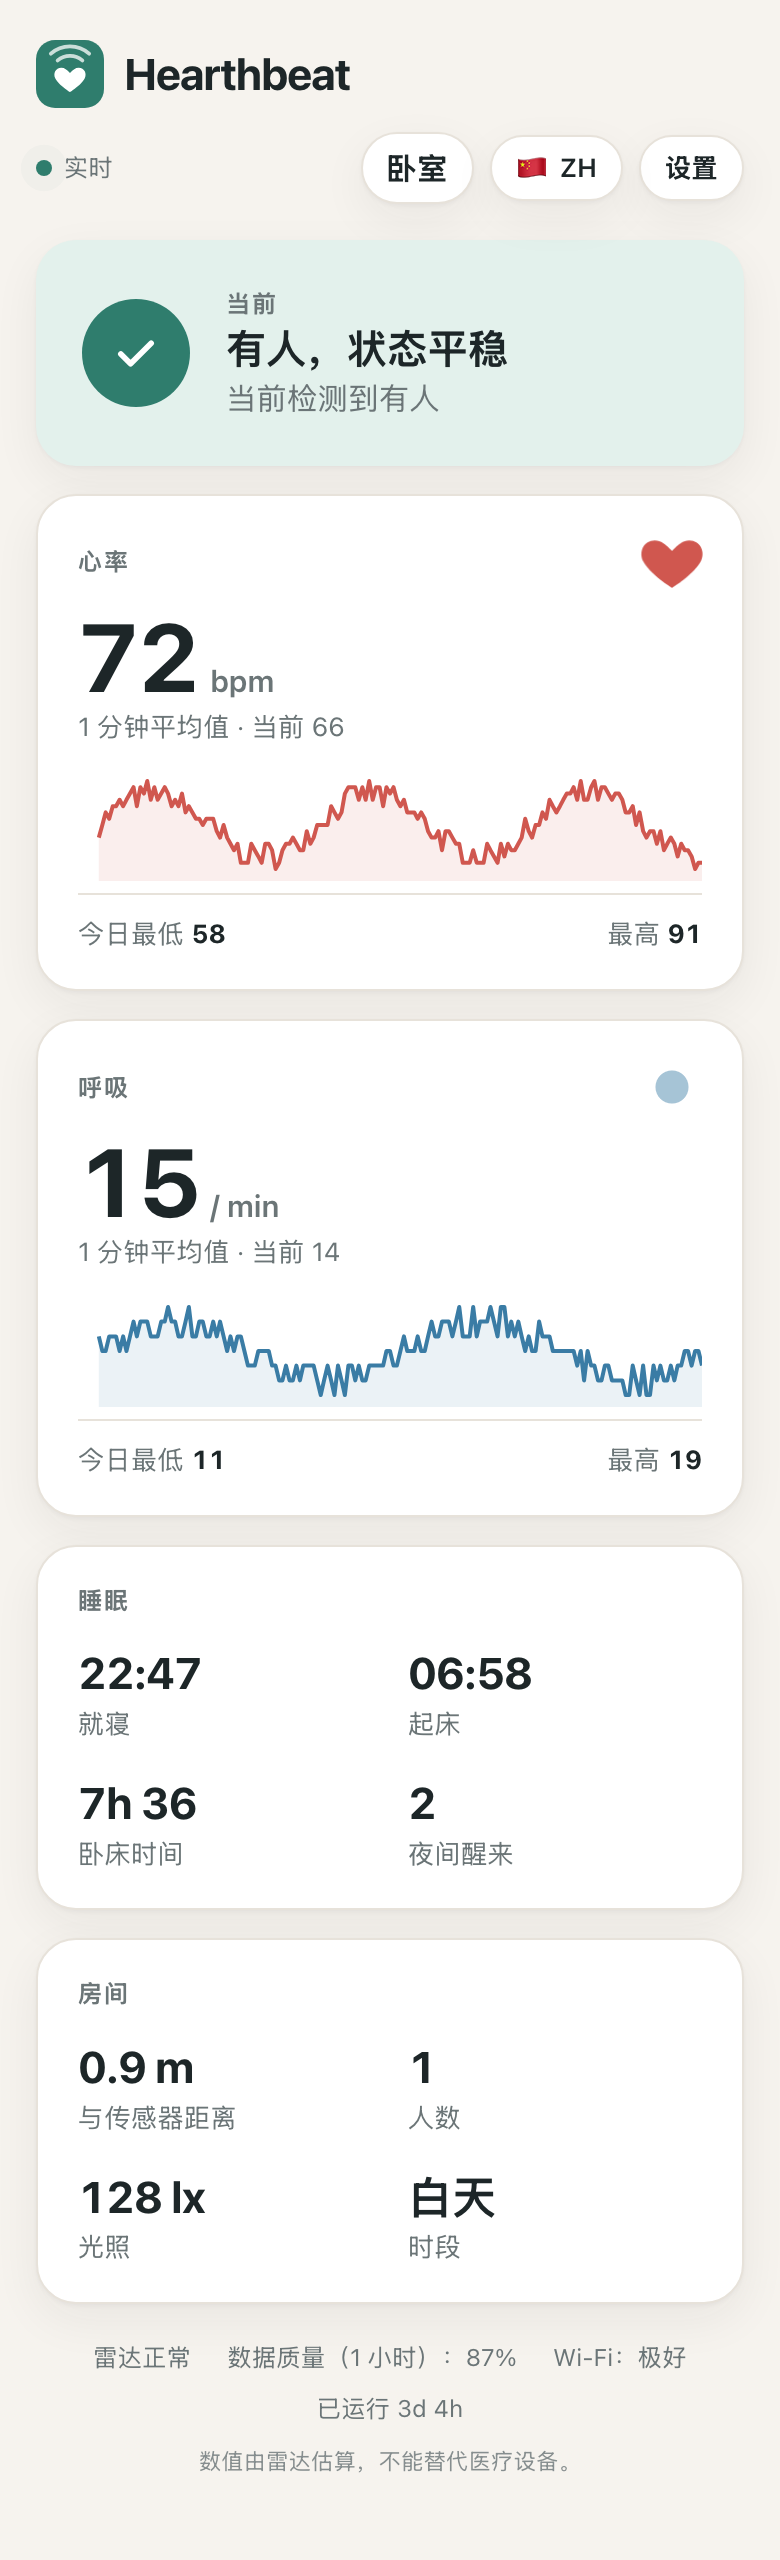 Hearthbeat
实时
卧室
ZH
设置
当前
有人，状态平稳
当前检测到有人
心率
72 bpm
1 分钟平均值 · 当前 66
今日最低 58
最高 91
呼吸
15 / min
1 分钟平均值 · 当前 14
今日最低 11
最高 19
睡眠
22:47
06:58
就寝
起床
7h 36
2
卧床时间
夜间醒来
房间
0.9 m
1
与传感器距离
人数
128 lx
白天
光照
时段
雷达正常 数据质量（1 小时）：87% Wi-Fi：极好
已运行 3d 4h
数值由雷达估算，不能替代医疗设备。